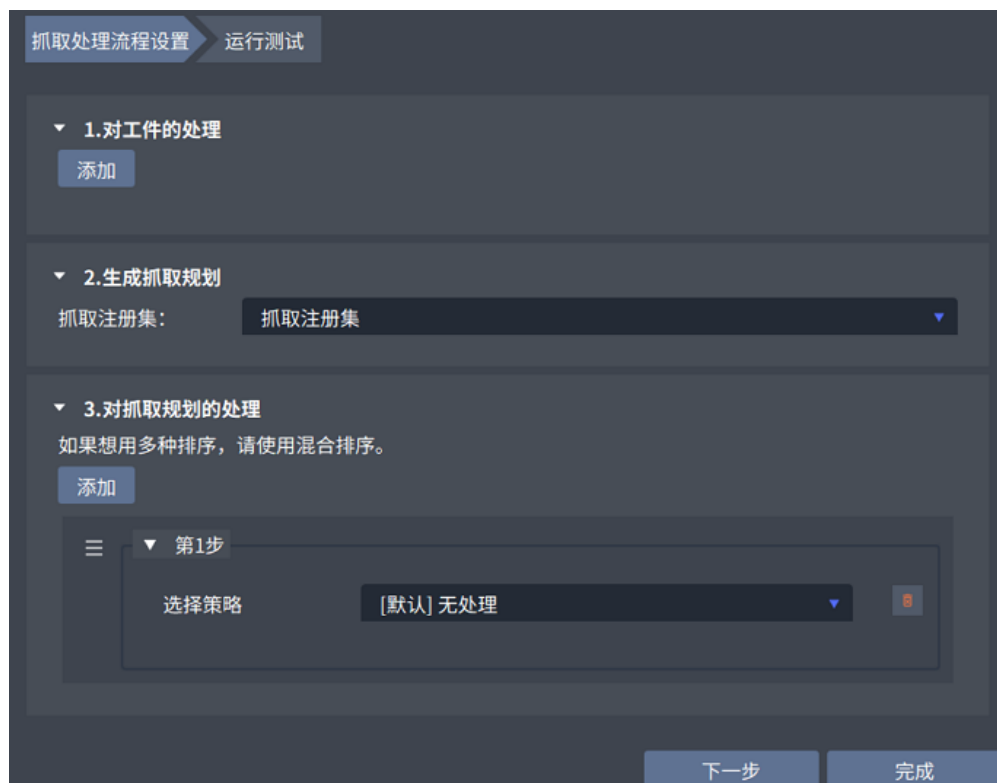 抓取处理流程设置 运行测试
1.对工件的处理
添加
2.生成抓取规划
抓取注册集： 抓取注册集
3.对抓取规划的处理
如果想用多种排序，请使用混合排序。
添加
第1步
选择策略 [默认] 无处理
下一步 完成